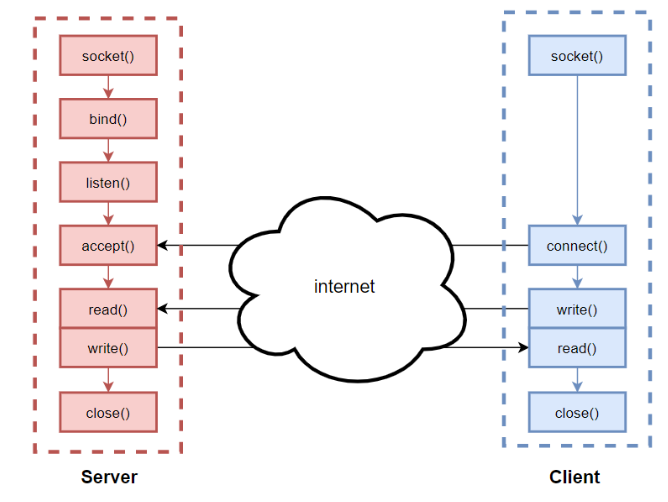 socket()
bind()
listen()
accept()
read()
write()
close()
Server
internet
socket()
connect()
write()
read()
close()
Client